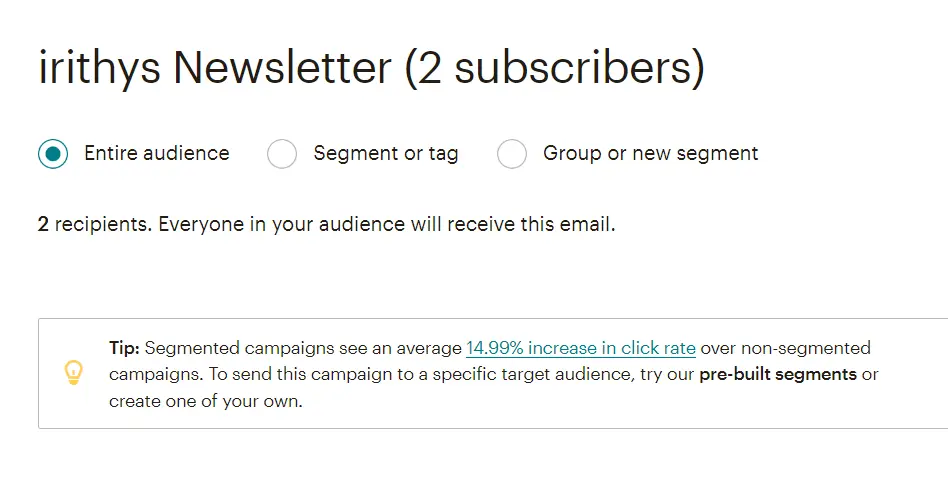 irithys Newsletter (2 subscribers)
Entire audience Segment or tag Group or new segment
2 recipients. Everyone in your audience will receive this email.
Tip: Segmented campaigns see an average 14.99% increase in click rate over non-segmented
campaigns. To send this campaign to a specific target audience, try our pre-built segments or
create one of your own.